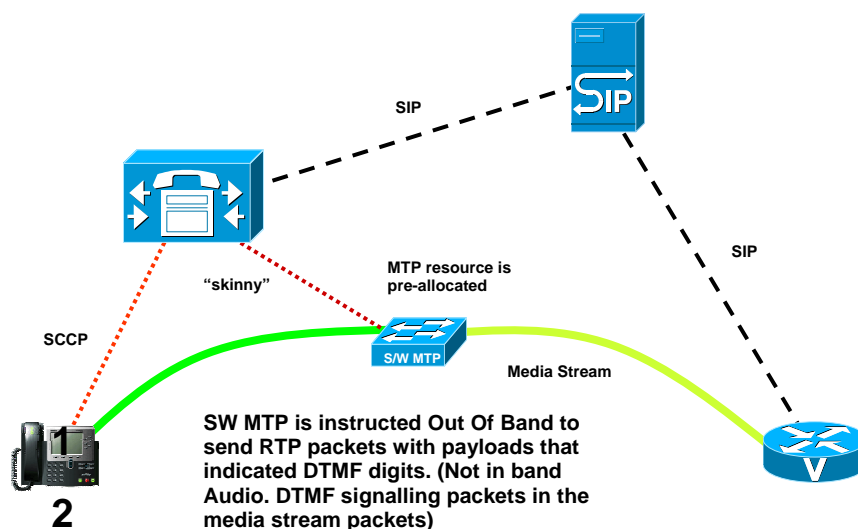 SIP
SIP
SIP
MTP resource is
pre-allocated
“skinny”
SCCP
S/W MTP
Media Stream
1
2
SW MTP is instructed Out Of Band to
send RTP packets with payloads that
indicated DTMF digits. (Not in band
Audio. DTMF signalling packets in the
media stream packets)
V